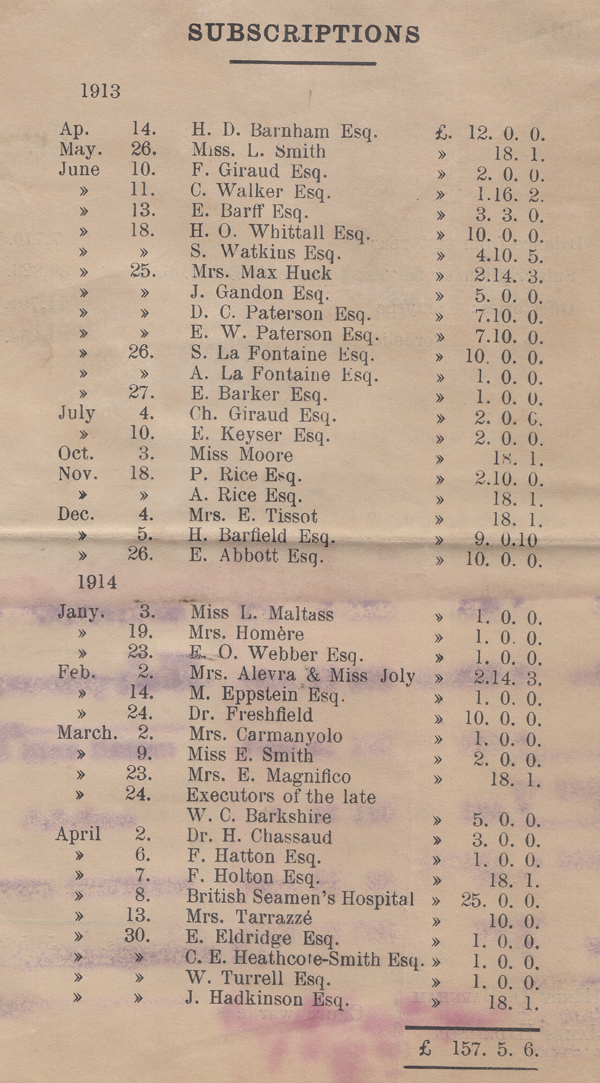 SUBSCRIPTIONS
1913
Ap. 14. H. D. Barnham Esq. £. 12. 0. 0.
May. 26. Miss. L. Smith » 18. 1.
June 10. F. Giraud Esq. » 2. 0. 0.
» 11. C. Walker Esq. » 1.16. 2.
» 13. E. Barff Esq. » 3. 3. 0.
» 18. H. O. Whittall Esq. » 10. 0. 0.
» » S. Watkins Esq. » 4.10. 5.
» 25. Mrs. Max Huck » 2.14. 3.
» » J. Gandon Esq. » 5. 0. 0.
» » D. C. Paterson Esq. » 7.10. 0.
» » E. W. Paterson Esq. » 7.10. 0.
» 26. S. La Fontaine Esq. » 10. 0. 0.
» » A. La Fontaine Esq. » 1. 0. 0.
» 27. E. Barker Esq. » 1. 0. 0.
July 4. Ch. Giraud Esq. » 2. 0. 0.
» 10. E. Keyser Esq. » 2. 0. 0.
Oct. 3. Miss Moore » 18. 1.
Nov. 18. P. Rice Esq. » 2.10. 0.
» » A. Rice Esq. » 18. 1.
Dec. 4. Mrs. E. Tissot » 18. 1.
» 5. H. Barfield Esq. » 9. 0.10
» 26. E. Abbott Esq. » 10. 0. 0.
1914
Jany. 3. Miss L. Maltass » 1. 0. 0.
» 19. Mrs. Homère » 1. 0. 0.
» 23. E. O. Webber Esq. » 1. 0. 0.
Feb. 2. Mrs. Alevra & Miss Joly » 2.14. 3.
» 14. M. Eppstein Esq. » 1. 0. 0.
» 24. Dr. Freshfield » 10. 0. 0.
March. 2. Mrs. Carmanyolo » 1. 0. 0.
» 9. Miss E. Smith » 2. 0. 0.
» 23. Mrs. E. Magnifico » 18. 1.
» 24. Executors of the late
W. C. Barkshire » 5. 0. 0.
April 2. Dr. H. Chassaud » 3. 0. 0.
» 6. F. Hatton Esq. » 1. 0. 0.
» 7. F. Holton Esq. » 18. 1.
» 8. British Seamen's Hospital » 25. 0. 0.
» 13. Mrs. Tarrazzé » 10. 0.
» 30. E. Eldridge Esq. » 1. 0. 0.
» » C. E. Heathcote-Smith Esq. » 1. 0. 0.
» » W. Turrell Esq. » 1. 0. 0.
» » J. Hadkinson Esq. » 18. 1.
£ 157. 5. 6.